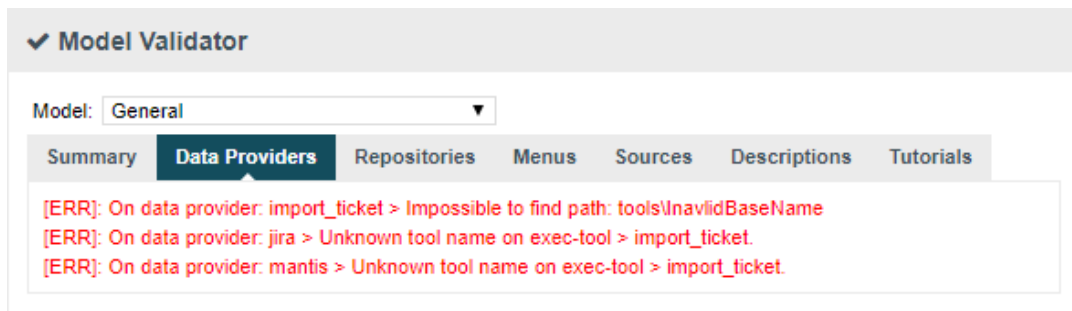 Model Validator
Model: General
Summary Data Providers Repositories Menus Sources Descriptions Tutorials
[ERR]: On data provider: import_ticket > Impossible to find path: tools\InavlidBaseName
[ERR]: On data provider: jira > Unknown tool name on exec-tool > import_ticket.
[ERR]: On data provider: mantis > Unknown tool name on exec-tool > import_ticket.